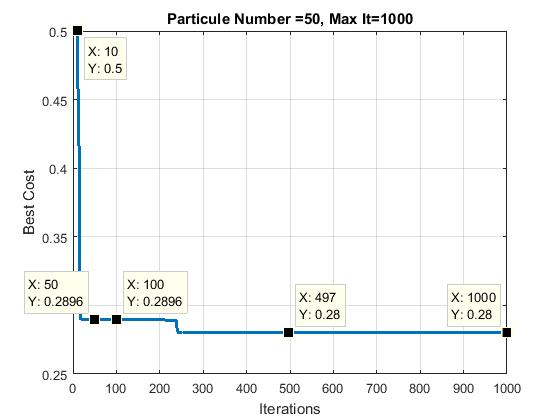 Particule Number =50, Max It=1000
0.5
X: 10
Y: 0.5
0.45
0.4
Best Cost
0.35
X: 50
Y: 0.2896
X: 100
Y: 0.2896
X: 497
Y: 0.28
X: 1000
Y: 0.28
0.25
0 100 200 300 400 500 600 700 800 900 1000
Iterations